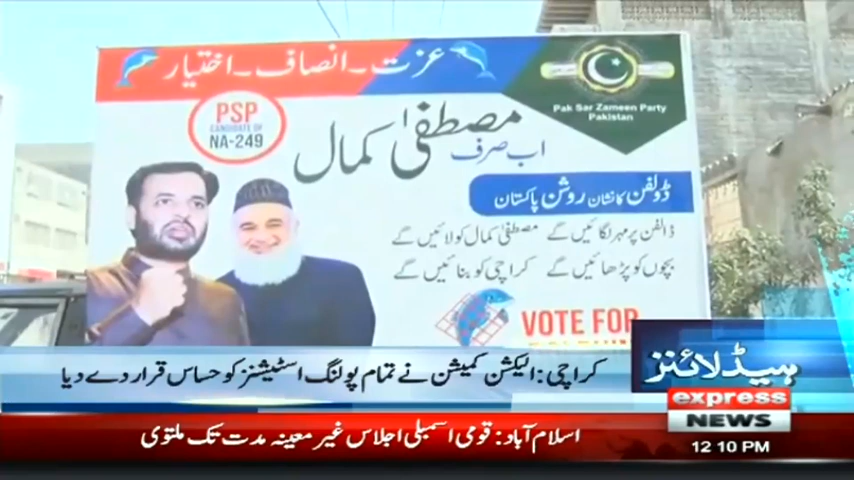 عزت - انصاف - اختیار
Pak Sar Zameen Party
Pakistan
PSP
CANDIDATE OF
NA-249
اب صرف مصطفیٰ کمال
ڈولفن کا نشان روشن پاکستان
ڈالفن پر مہر لگائیں گے مصطفیٰ کمال کو لائیں گے
بچوں کو پڑھائیں گے کراچی کو بنائیں گے
VOTE FOR
ہیڈلائنز
کراچی: الیکشن کمیشن نے تمام پولنگ اسٹیشنز کو حساس قرار دے دیا
express
NEWS
اسلام آباد: قومی اسمبلی اجلاس غیر معینہ مدت تک ملتوی
12:10 PM